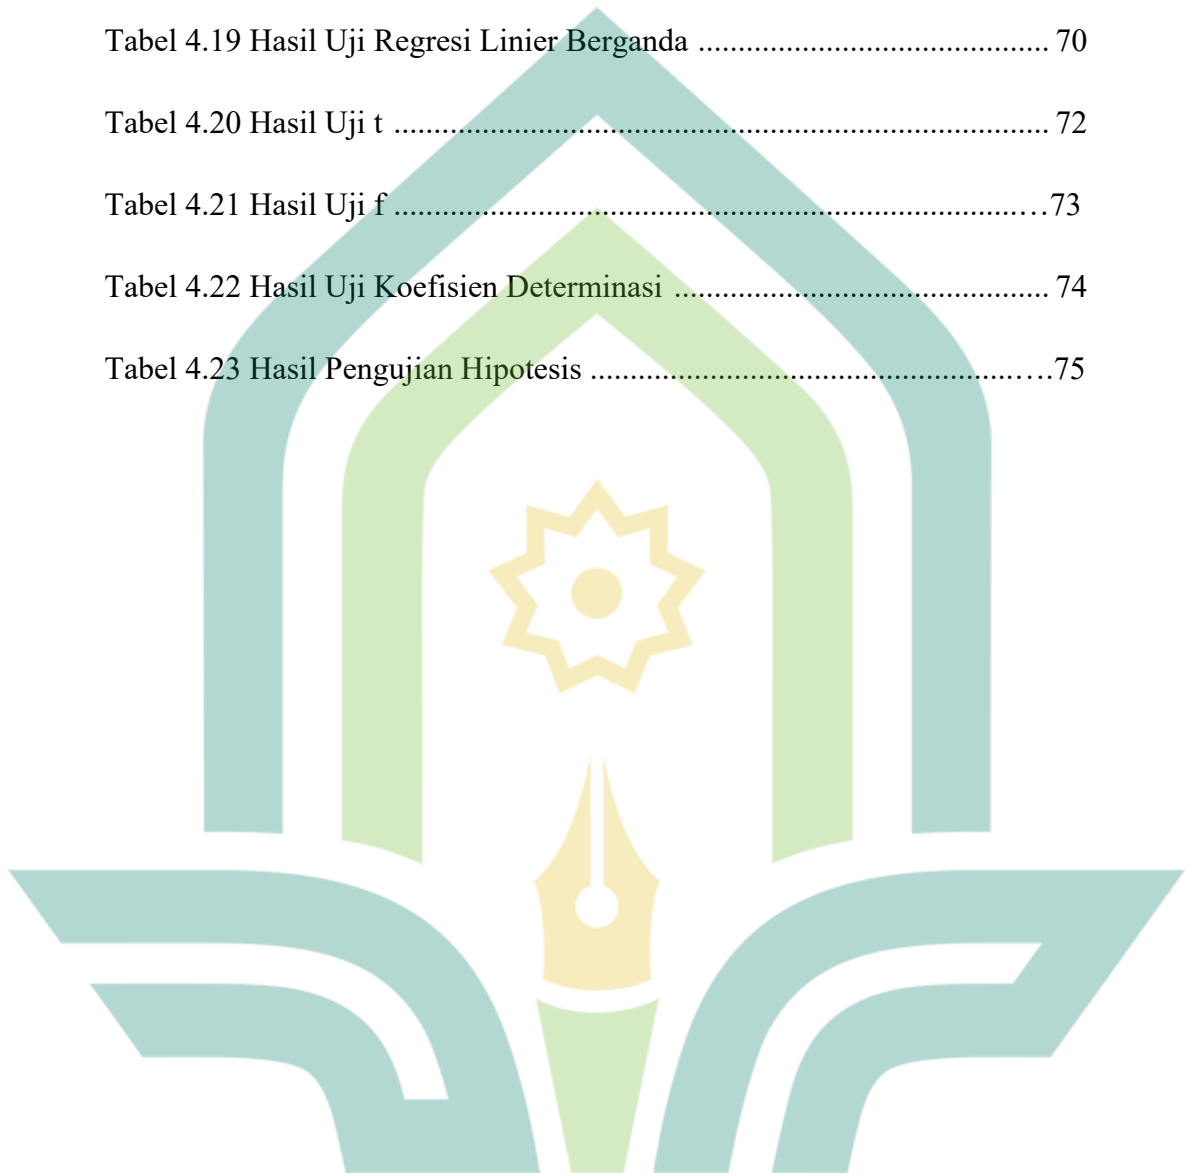 Tabel 4.19 Hasil Uji Regresi Linier Berganda ............................................. 70
Tabel 4.20 Hasil Uji t .................................................................................... 72
Tabel 4.21 Hasil Uji f ................................................................................…73
Tabel 4.22 Hasil Uji Koefisien Determinasi ................................................ 74
Tabel 4.23 Hasil Pengujian Hipotesis ......................................................….75